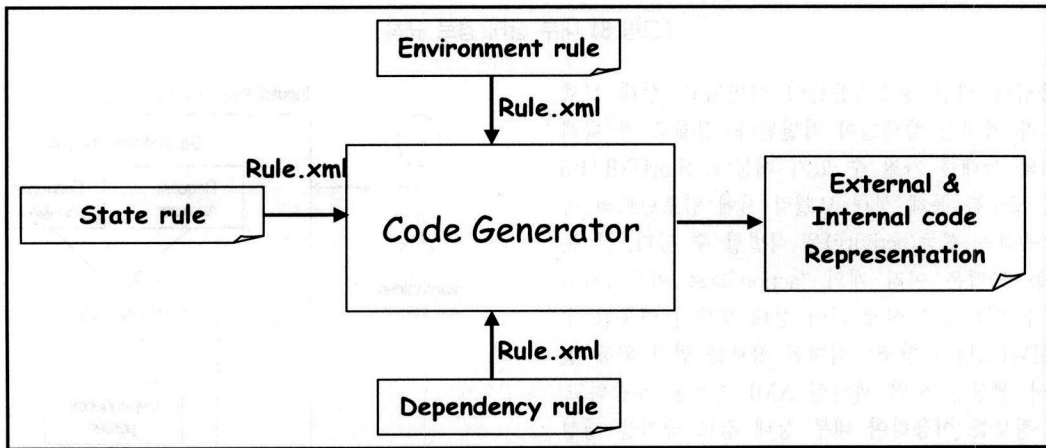 Environment rule
Rule.xml
Rule.xml
State rule
Code Generator
External &
Internal code
Representation
Rule.xml
Dependency rule